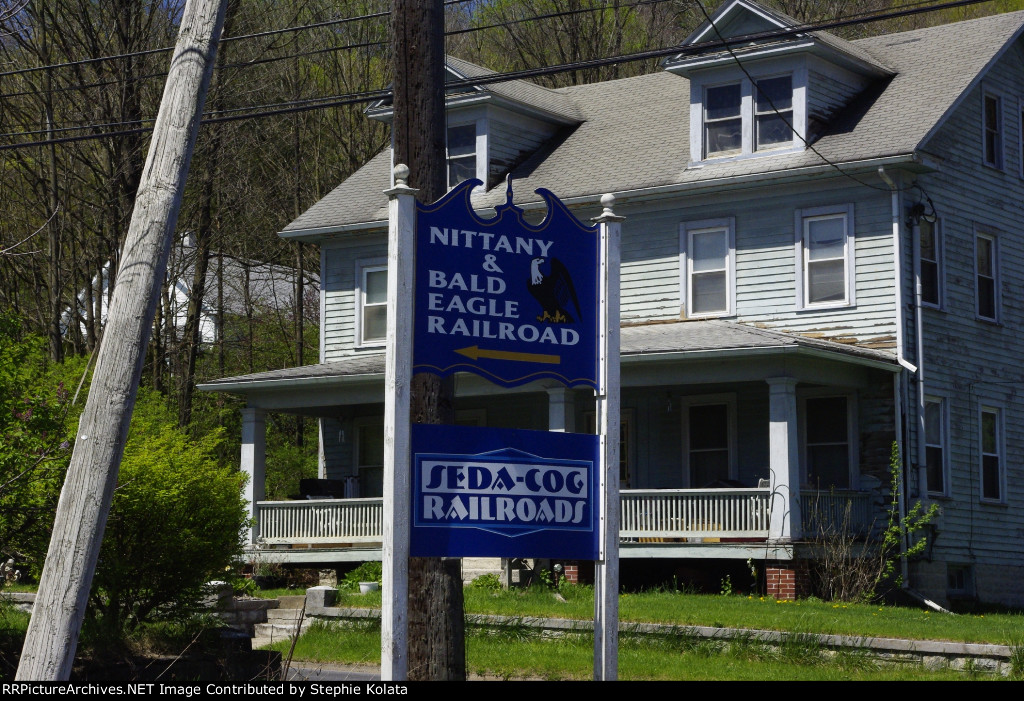 NITTANY
&
BALD
EAGLE
RAILROAD
SEDA-COG
RAILROADS
RRPictureArchives.NET Image Contributed by Stephie Kolata